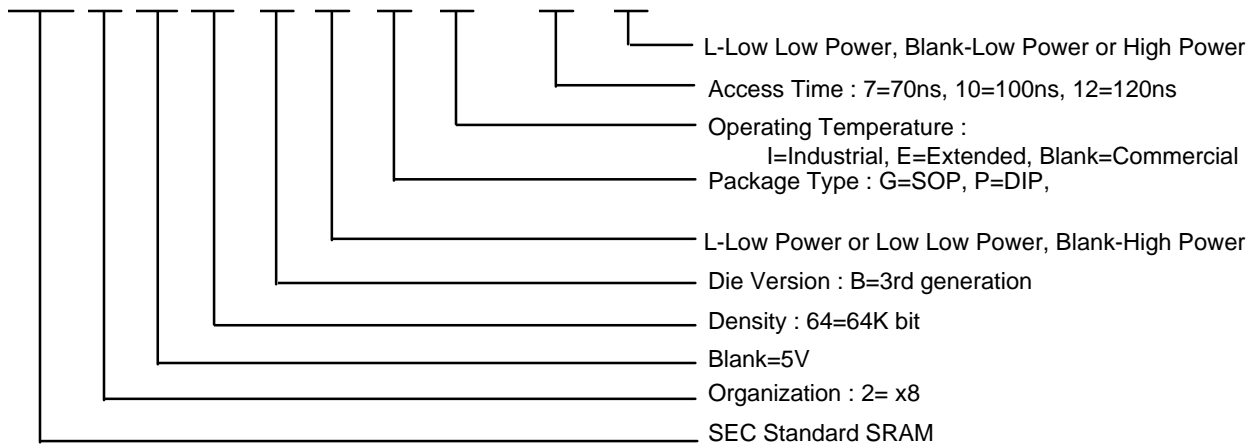 L-Low Low Power, Blank-Low Power or High Power
Access Time : 7=70ns, 10=100ns, 12=120ns
Operating Temperature :
I=Industrial, E=Extended, Blank=Commercial
Package Type : G=SOP, P=DIP,
L-Low Power or Low Low Power, Blank-High Power
Die Version : B=3rd generation
Density : 64=64K bit
Blank=5V
Organization : 2= x8
SEC Standard SRAM